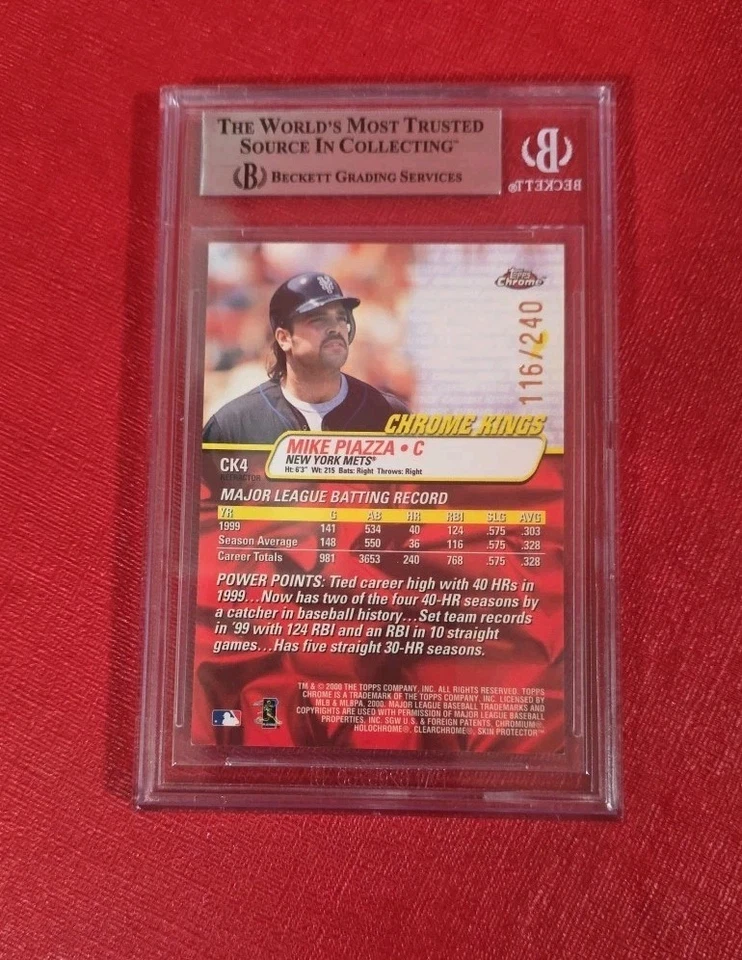 THE WORLD'S MOST TRUSTED
SOURCE IN COLLECTING™
B BECKETT GRADING SERVICES
B
BECKETT®
Topps
Chrome™
116/240
CHROME KINGS
MIKE PIAZZA • C
NEW YORK METS®
Ht: 6'3" Wt: 215 Bats: Right Throws: Right
CK4
REFRACTOR
MAJOR LEAGUE BATTING RECORD
YR G AB HR RBI SLG AVG
1999 141 534 40 124 .575 .303
Season Average 148 550 36 116 .575 .328
Career Totals 981 3653 240 768 .575 .328
POWER POINTS: Tied career high with 40 HRs in
1999...Now has two of the four 40-HR seasons by
a catcher in baseball history...Set team records
in '99 with 124 RBI and an RBI in 10 straight
games...Has five straight 30-HR seasons.
TM & © 2000 THE TOPPS COMPANY, INC. ALL RIGHTS RESERVED. TOPPS
CHROME IS A TRADEMARK OF THE TOPPS COMPANY, INC. LICENSED BY
MLB & MLBPA, 2000. MAJOR LEAGUE BASEBALL TRADEMARKS AND
COPYRIGHTS ARE USED WITH PERMISSION OF MAJOR LEAGUE BASEBALL
PROPERTIES, INC. SGW U.S. & FOREIGN PATENTS. CHROMIUM®,
HOLOCHROME®, CLEARCHROME®, SKIN PROTECTOR™